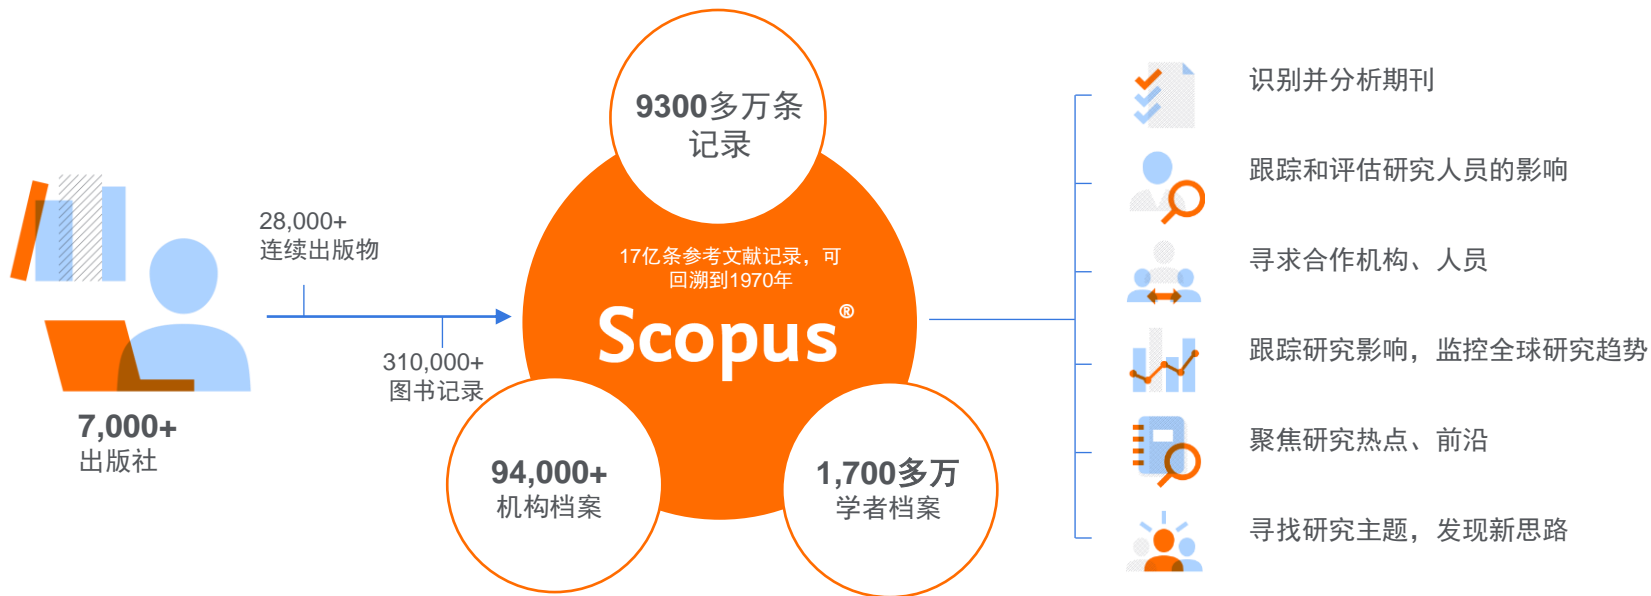 7,000+
出版社
28,000+
连续出版物
310,000+
图书记录
9300多万条
记录
17亿条参考文献记录，可
回溯到1970年
Scopus®
94,000+
机构档案
1,700多万
学者档案
识别并分析期刊
跟踪和评估研究人员的影响
寻求合作机构、人员
跟踪研究影响，监控全球研究趋势
聚焦研究热点、前沿
寻找研究主题，发现新思路